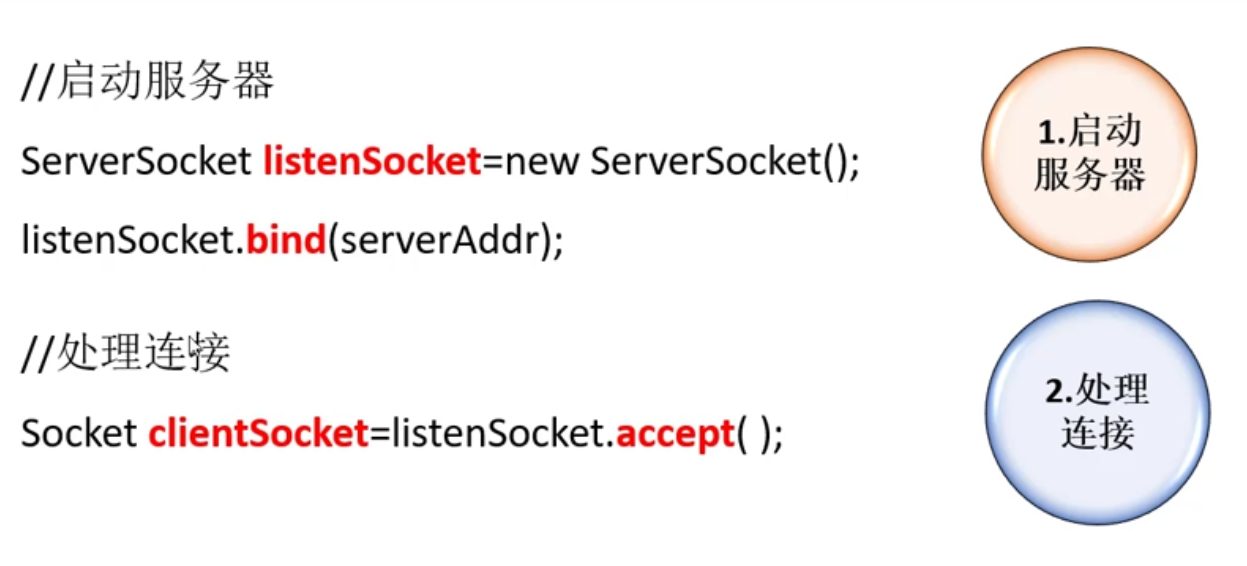 //启动服务器
ServerSocket listenSocket=new ServerSocket();
listenSocket.bind(serverAddr);
//处理连接
Socket clientSocket=listenSocket.accept( );
1.启动
服务器
2.处理
连接